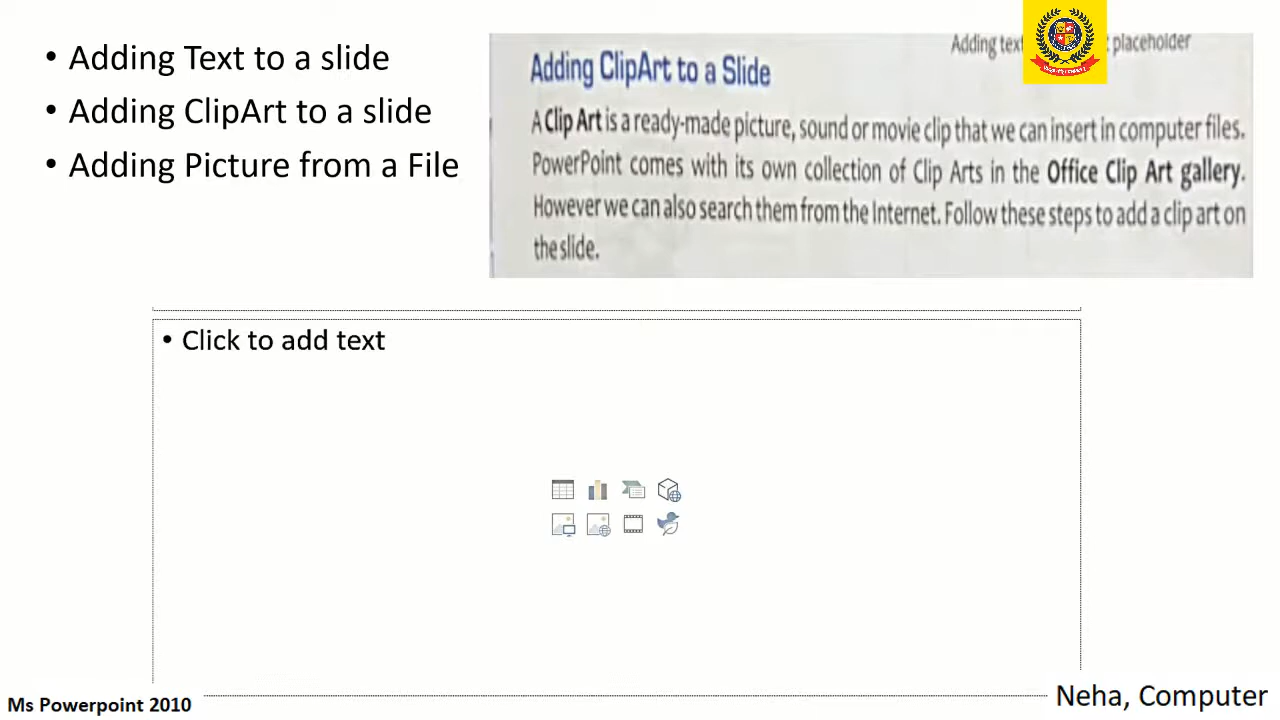 • Adding Text to a slide
• Adding ClipArt to a slide
• Adding Picture from a File
Adding text placeholder
Adding ClipArt to a Slide
A Clip Art is a ready-made picture, sound or movie clip that we can insert in computer files.
PowerPoint comes with its own collection of Clip Arts in the Office Clip Art gallery.
However we can also search them from the Internet. Follow these steps to add a clip art on
the slide.
• Click to add text
Ms Powerpoint 2010
Neha, Computer